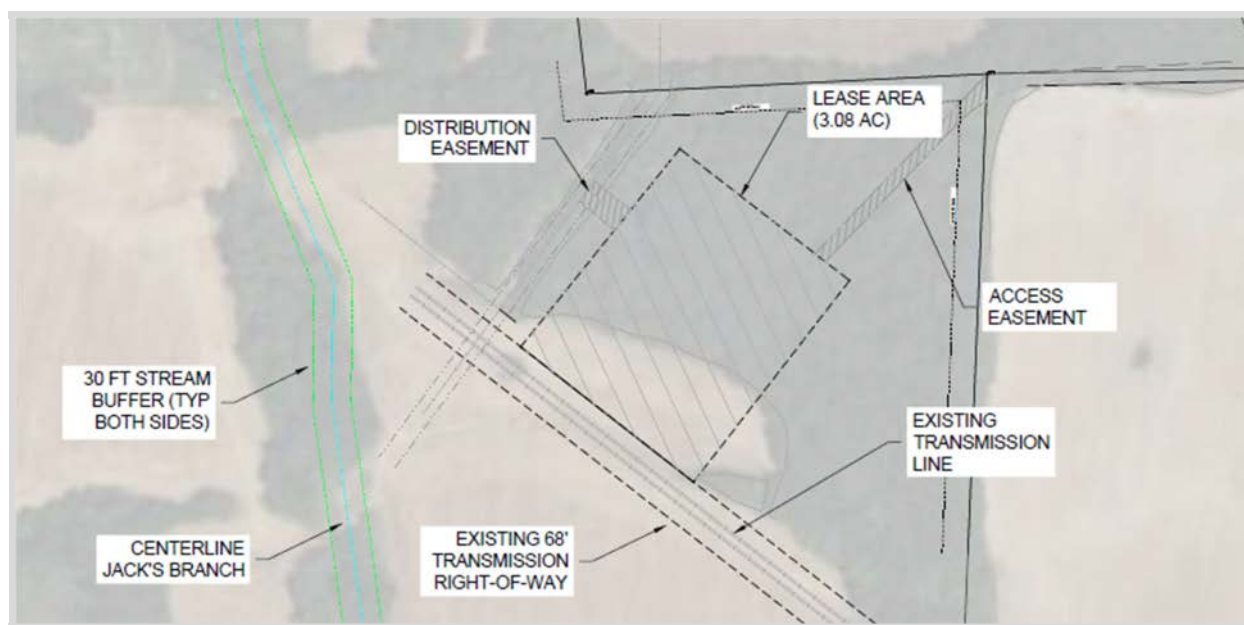 LEASE AREA
(3.08 AC)
DISTRIBUTION
EASEMENT
ACCESS
EASEMENT
30 FT STREAM
BUFFER (TYP
BOTH SIDES)
EXISTING
TRANSMISSION
LINE
CENTERLINE
JACK'S BRANCH
EXISTING 68'
TRANSMISSION
RIGHT-OF-WAY